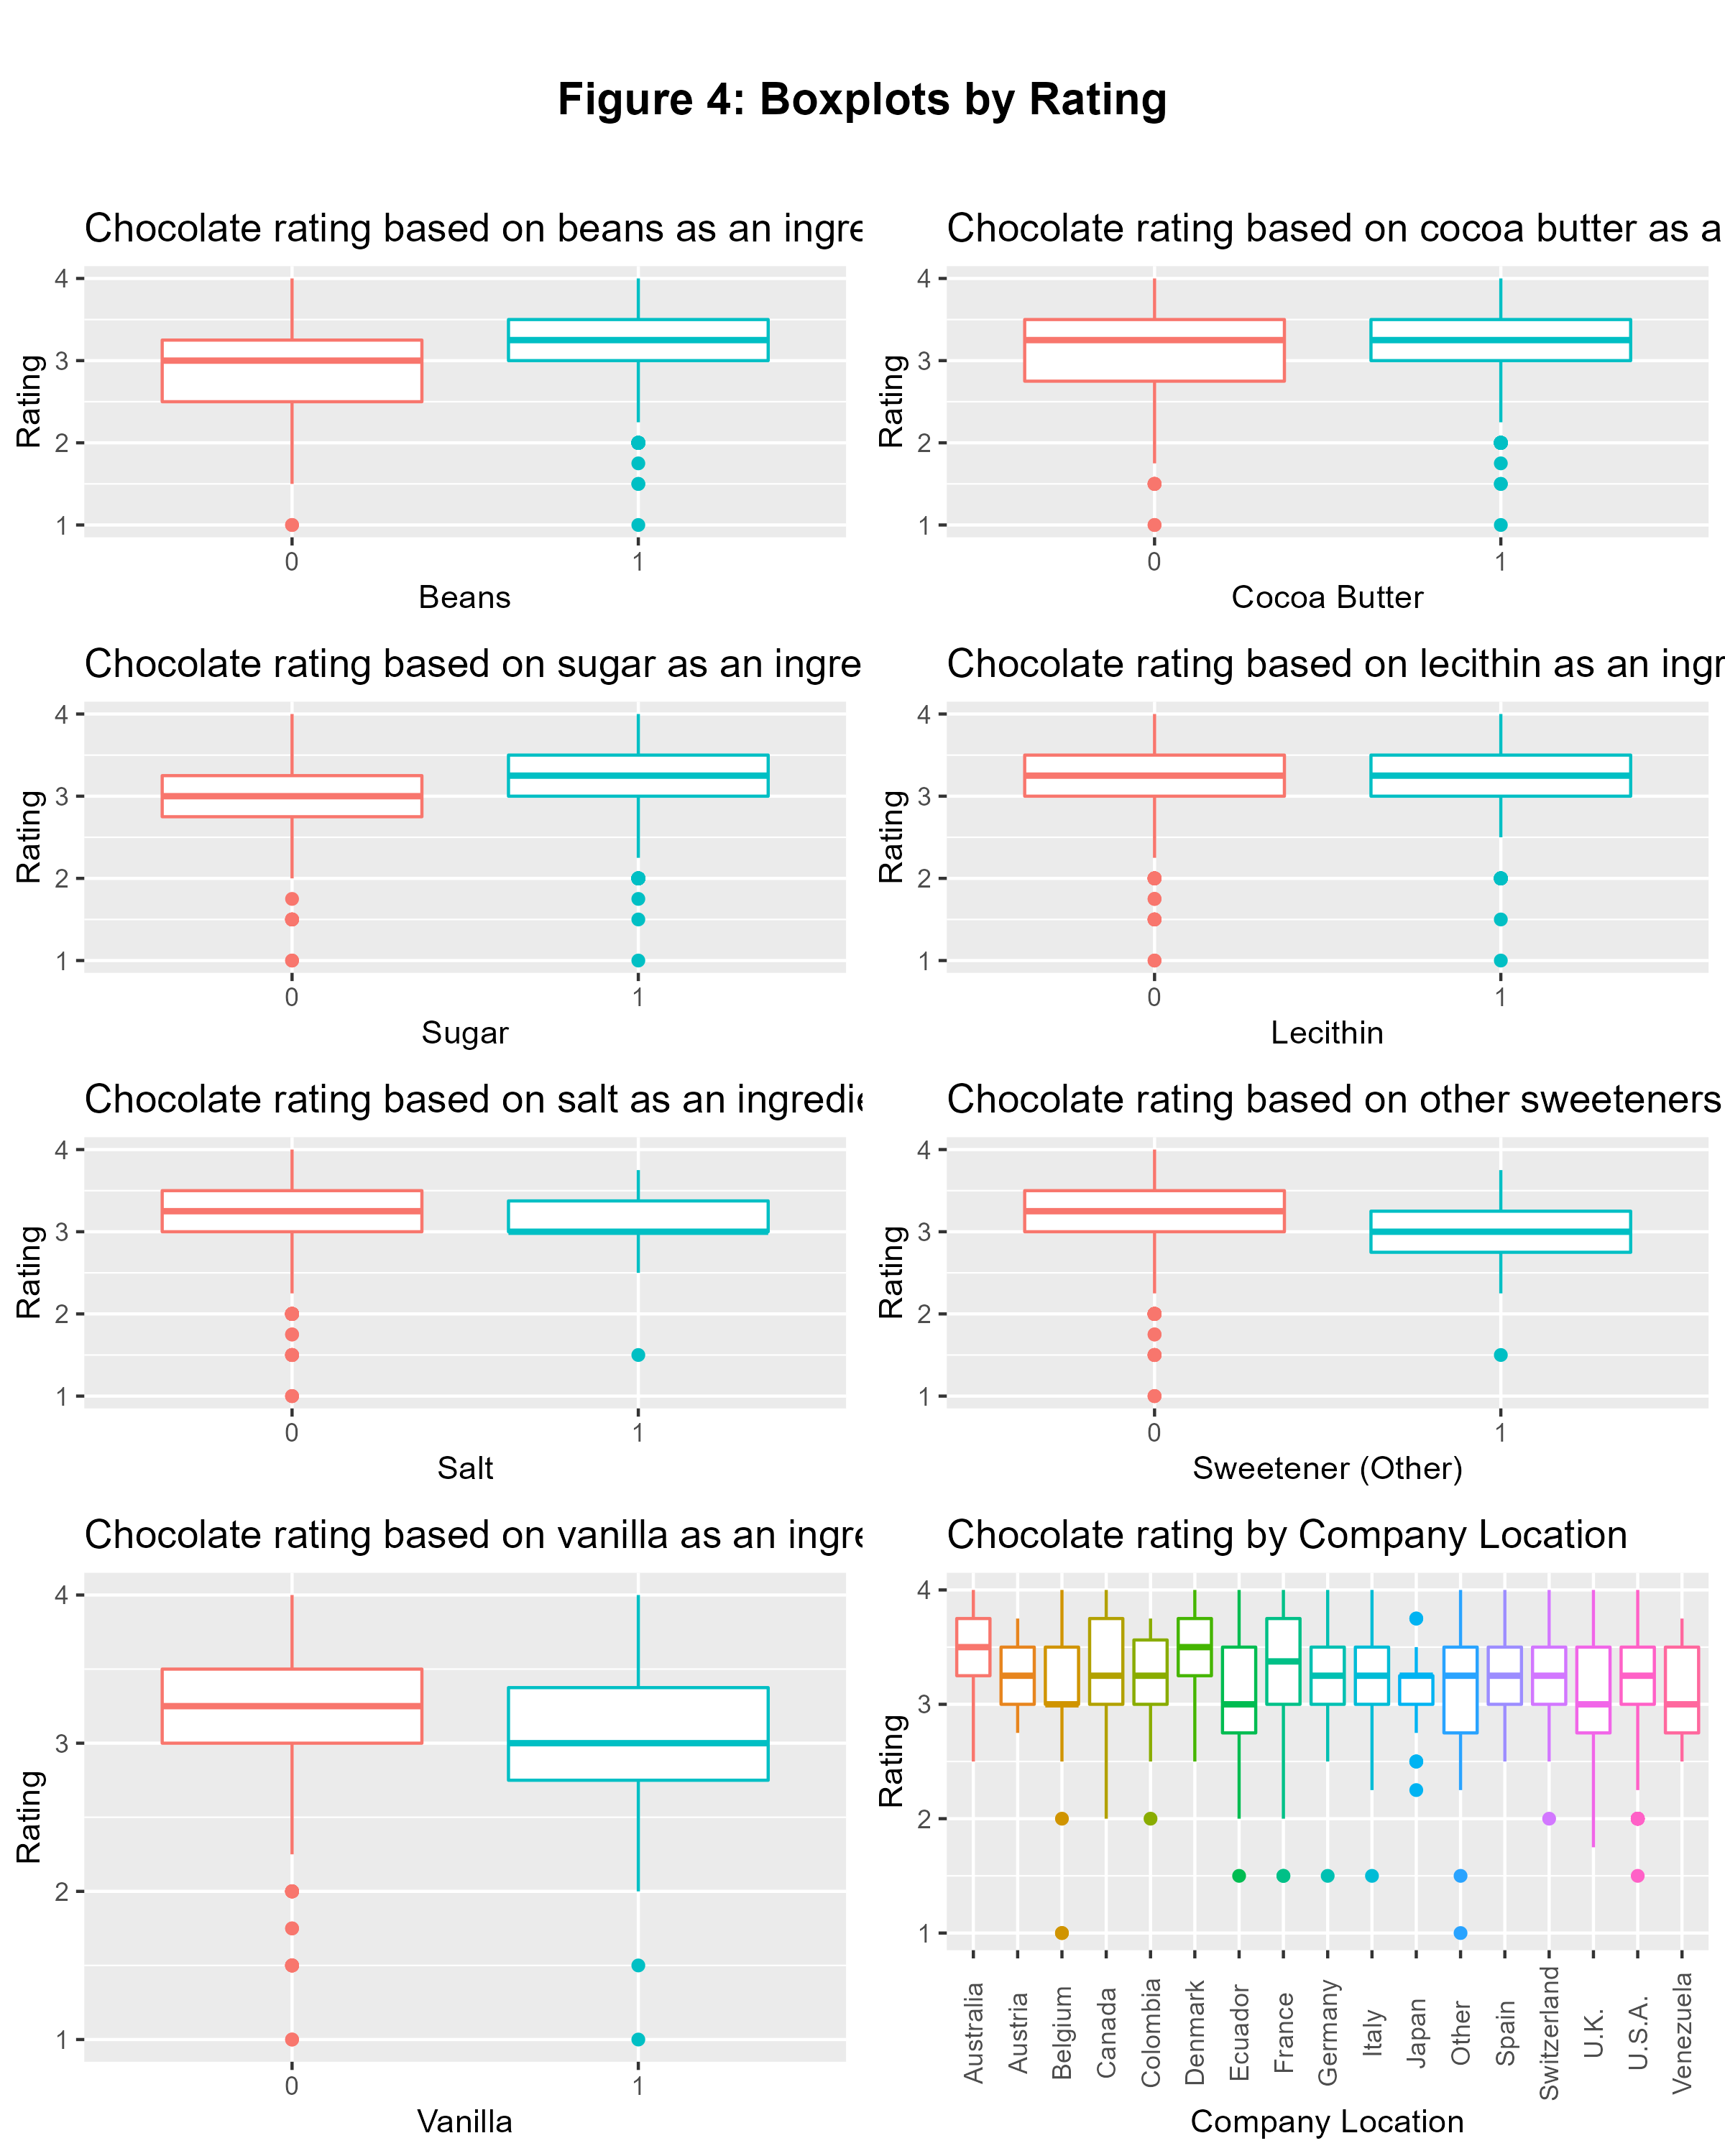 Figure 4: Boxplots by Rating
Chocolate rating based on beans as an ingre
4
3
2
1
Rating
0 1
Beans
Chocolate rating based on cocoa butter as a
4
3
2
1
Rating
0 1
Cocoa Butter
Chocolate rating based on sugar as an ingre
4
3
2
1
Rating
0 1
Sugar
Chocolate rating based on lecithin as an ingr
4
3
2
1
Rating
0 1
Lecithin
Chocolate rating based on salt as an ingredie
4
3
2
1
Rating
0 1
Salt
Chocolate rating based on other sweeteners
4
3
2
1
Rating
0 1
Sweetener (Other)
Chocolate rating based on vanilla as an ingre
4
3
2
1
Rating
0 1
Vanilla
Chocolate rating by Company Location
4
3
2
1
Rating
Australia
Austria
Belgium
Canada
Colombia
Denmark
Ecuador
France
Germany
Italy
Japan
Other
Spain
Switzerland
U.K.
U.S.A.
Venezuela
Company Location